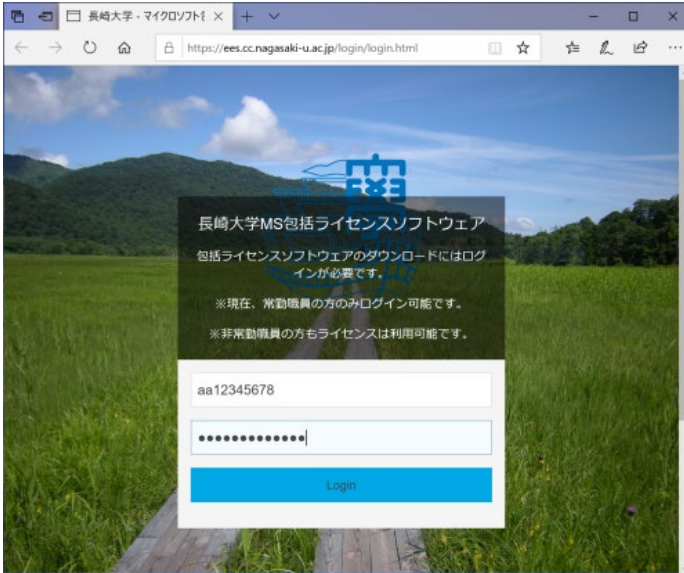 長崎大学 - マイクロソフト
https://ees.cc.nagasaki-u.ac.jp/login/login.html
長崎大学MS包括ライセンスソフトウェア
包括ライセンスソフトウェアのダウンロードにはログ
インが必要です。
※現在、常勤職員の方のみログイン可能です。
※非常勤職員の方もライセンスは利用可能です。
aa12345678
•••••••••••••
Login